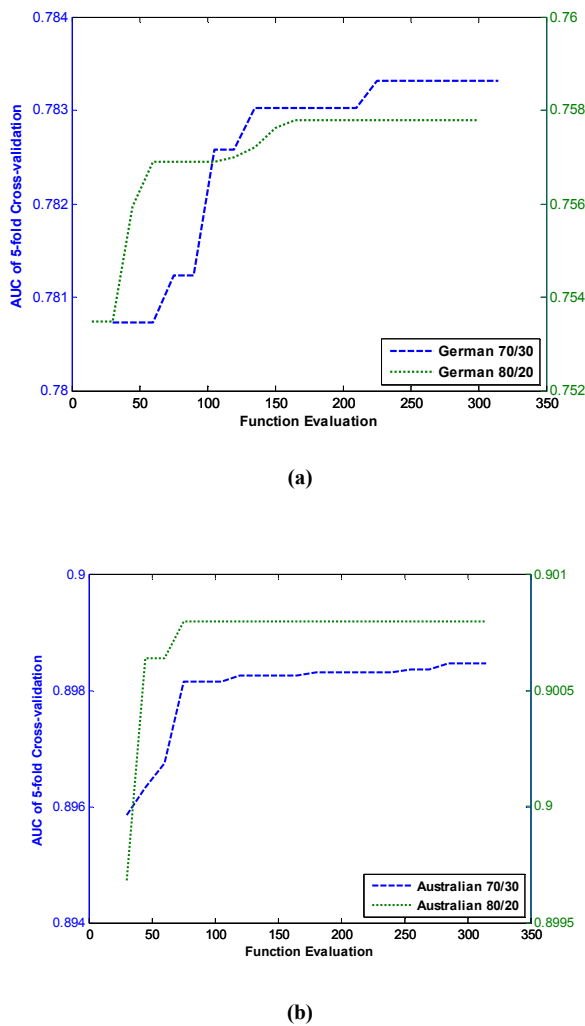 0.784
0.76
0.783
0.758
0.782
0.756
0.781
0.754
0.78
0.752
AUC of 5-fold Cross-validation
German 70/30
German 80/20
0 50 100 150 200 250 300 350
Function Evaluation
(a)
0.9
0.901
0.898
0.9005
0.896
0.9
0.894
0.8995
AUC of 5-fold Cross-validation
Australian 70/30
Australian 80/20
0 50 100 150 200 250 300 350
Function Evaluation
(b)